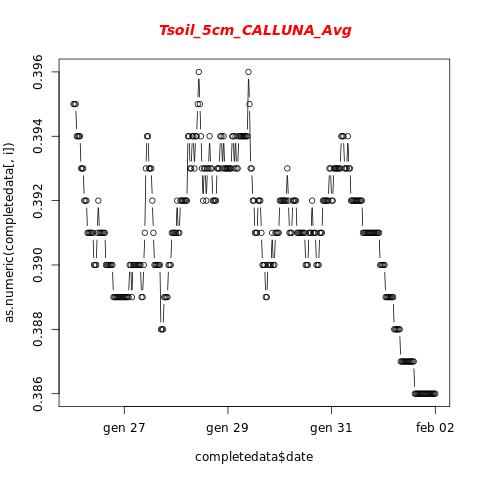 Tsoil_5cm_CALLUNA_Avg
as.numeric(completedata[, i])
0.396
0.394
0.392
0.390
0.388
0.386
gen 27
gen 29
gen 31
feb 02
completedata$date